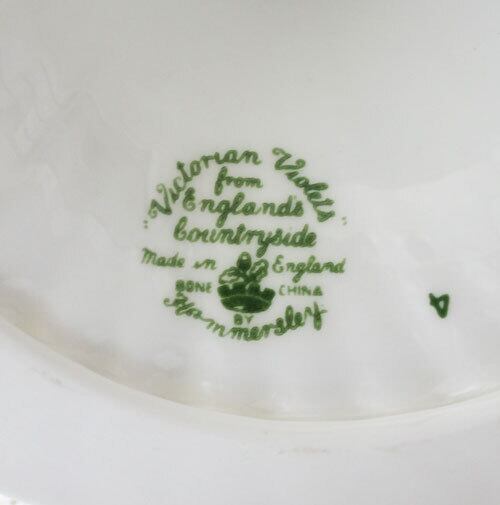 "Victorian Violets"
from
England's
Countryside
Made in England
BONE CHINA
BY
Hammersley
A